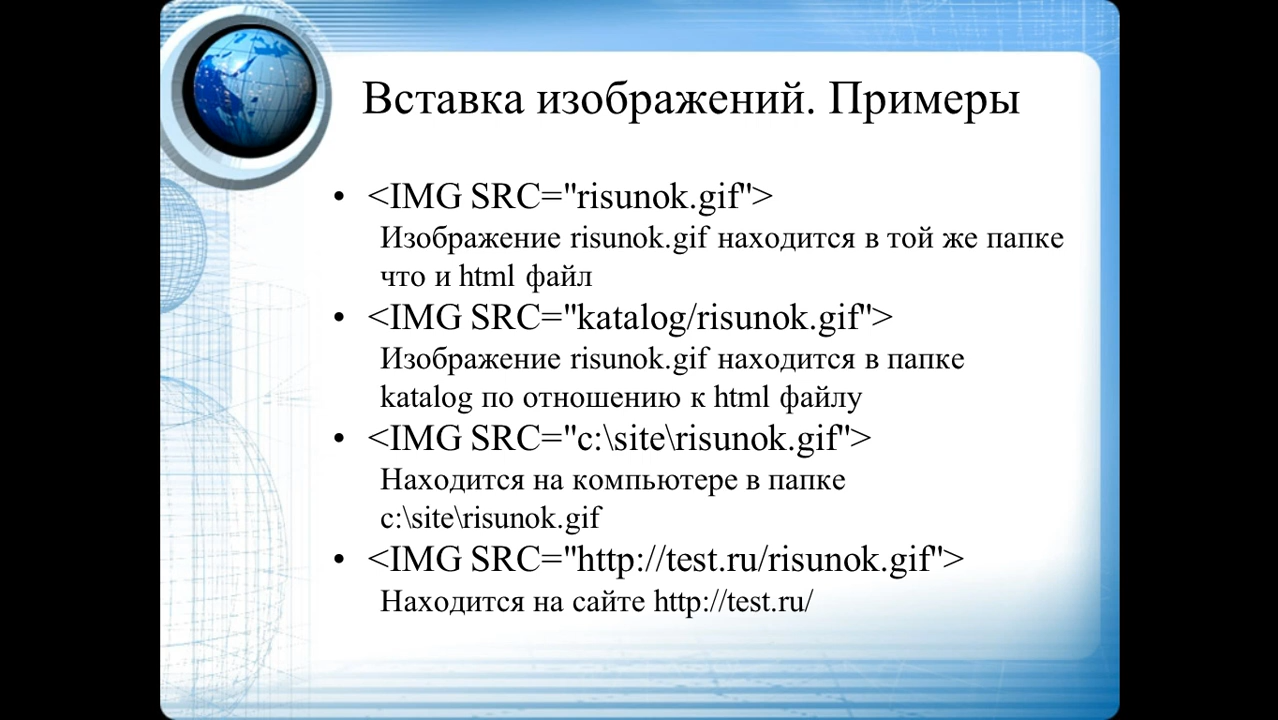 Вставка изображений. Примеры
• <IMG SRC="risunok.gif">
Изображение risunok.gif находится в той же папке
что и html файл
• <IMG SRC="katalog/risunok.gif">
Изображение risunok.gif находится в папке
katalog по отношению к html файлу
• <IMG SRC="c:\site\risunok.gif">
Находится на компьютере в папке
c:\site\risunok.gif
• <IMG SRC="http://test.ru/risunok.gif">
Находится на сайте http://test.ru/